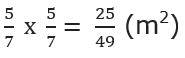 5/7 x 5/7 = 25/49 (m²)